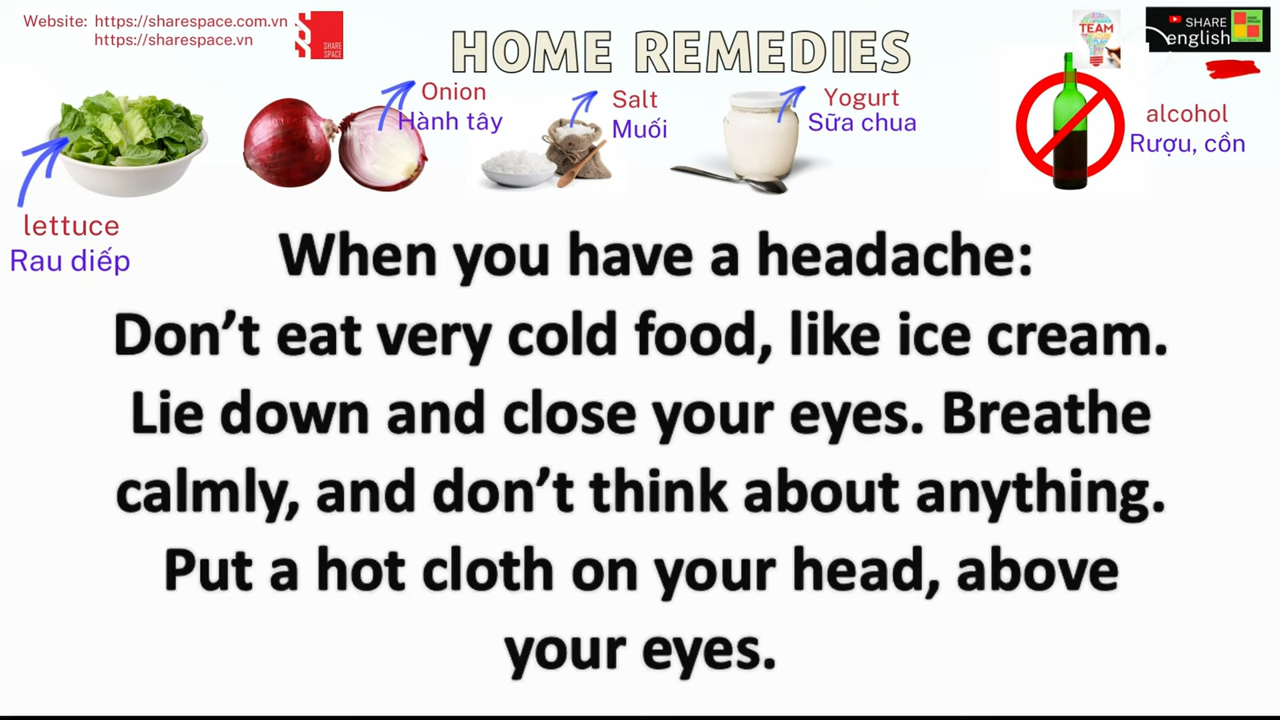 Website: https://sharespace.com.vn
https://sharespace.vn
SHARE
SPACE
HOME REMEDIES
TEAM
SHARE
english
Onion
Hành tây
Salt
Muối
Yogurt
Sữa chua
alcohol
Rượu, cồn
lettuce
Rau diếp
When you have a headache:
Don’t eat very cold food, like ice cream.
Lie down and close your eyes. Breathe
calmly, and don’t think about anything.
Put a hot cloth on your head, above
your eyes.